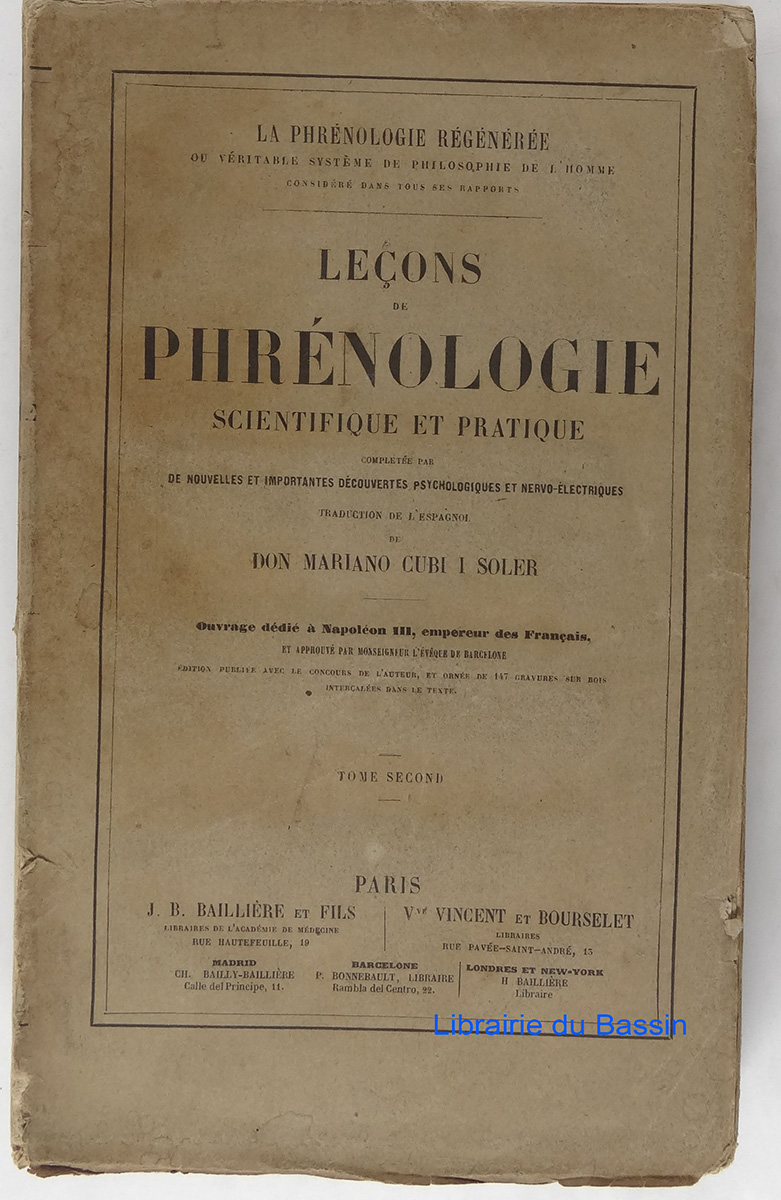 LA PHRÉNOLOGIE RÉGÉNÉRÉE
OU VÉRITABLE SYSTÈME DE PHILOSOPHIE DE L'HOMME
CONSIDÉRÉ DANS TOUS SES RAPPORTS
LEÇONS
DE
PHRÉNOLOGIE
SCIENTIFIQUE ET PRATIQUE
COMPLÉTÉE PAR
DE NOUVELLES ET IMPORTANTES DÉCOUVERTES PSYCHOLOGIQUES ET NERVO-ÉLECTRIQUES
TRADUCTION DE L'ESPAGNOL
DE
DON MARIANO CUBI I SOLER
Ouvrage dédié à Napoléon III, empereur des Français,
ET APPROUVÉ PAR MONSEIGNEUR L'ÉVÊQUE DE BARCELONE
ÉDITION PUBLIÉE AVEC LE CONCOURS DE L'AUTEUR, ET ORNÉE DE 147 GRAVURES SUR BOIS
INTERCALÉES DANS LE TEXTE.
TOME SECOND
PARIS
J. B. BAILLIÈRE ET FILS
LIBRAIRES DE L'ACADÉMIE DE MÉDECINE
RUE HAUTEFEUILLE, 19
Vve VINCENT ET BOURSELET
LIBRAIRES
RUE PAVÉE-SAINT-ANDRÉ, 13
MADRID
CH. BAILLY-BAILLIÈRE
Calle del Principe, 11.
BARCELONE
P. BONNEBAULT, LIBRAIRE
Rambla del Centro, 22.
LONDRES ET NEW-YORK
H BAILLIÈRE
Libraire
Librairie du Bassin